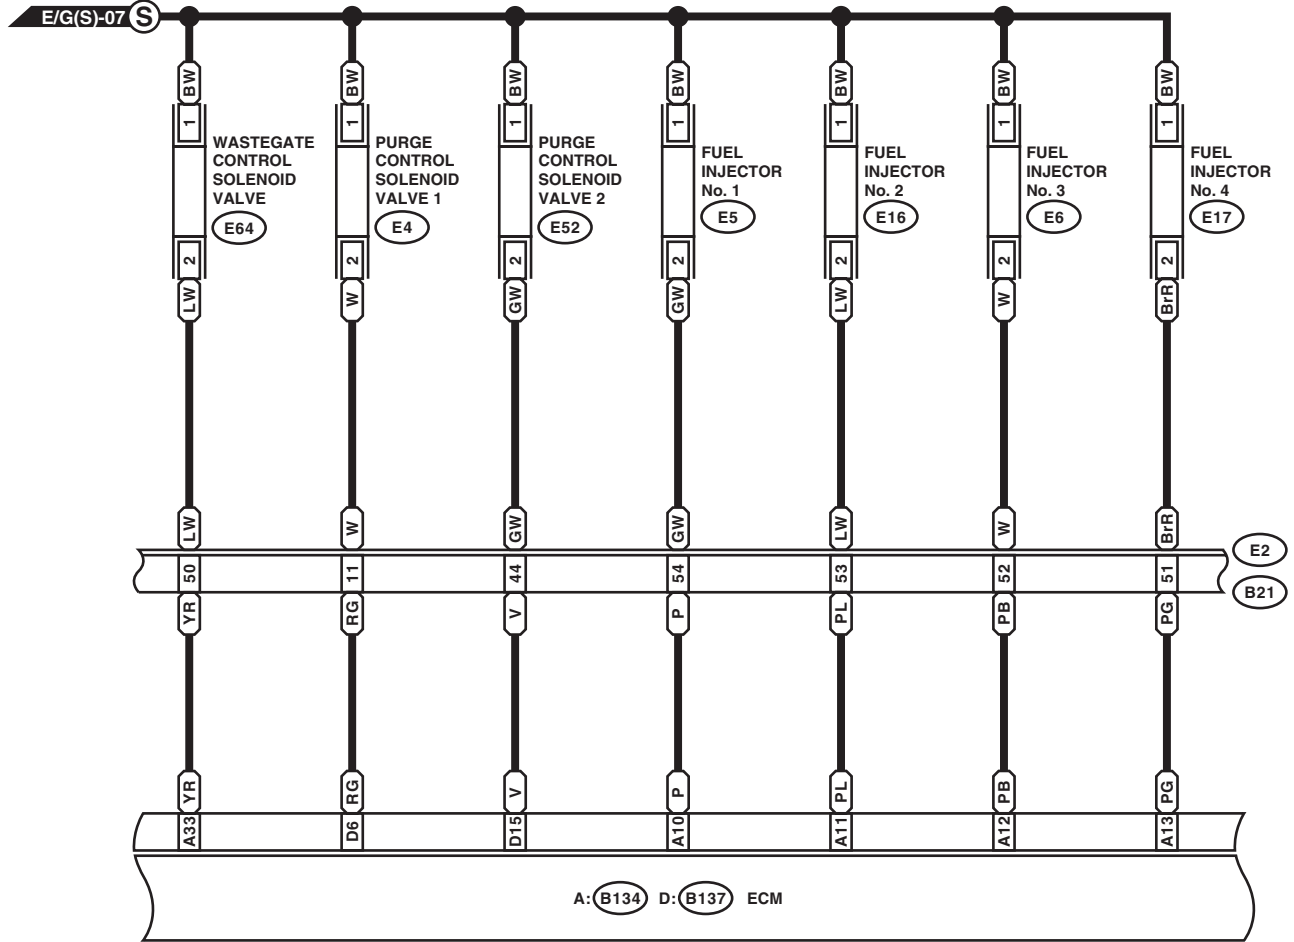 E/G(S)-07 S
BW BW BW BW BW BW BW
1 1 1 1 1 1 1
WASTEGATE
CONTROL
SOLENOID
VALVE
E64
PURGE
CONTROL
SOLENOID
VALVE 1
E4
PURGE
CONTROL
SOLENOID
VALVE 2
E52
FUEL
INJECTOR
No. 1
E5
FUEL
INJECTOR
No. 2
E16
FUEL
INJECTOR
No. 3
E6
FUEL
INJECTOR
No. 4
E17
2 2 2 2 2 2 2
LW W GW GW LW W BrR
LW W GW GW LW W BrR
E2
50 11 44 54 53 52 51
B21
YR RG V P PL PB PG
YR RG V P PL PB PG
A33 D6 D15 A10 A11 A12 A13
A: B134 D: B137 ECM